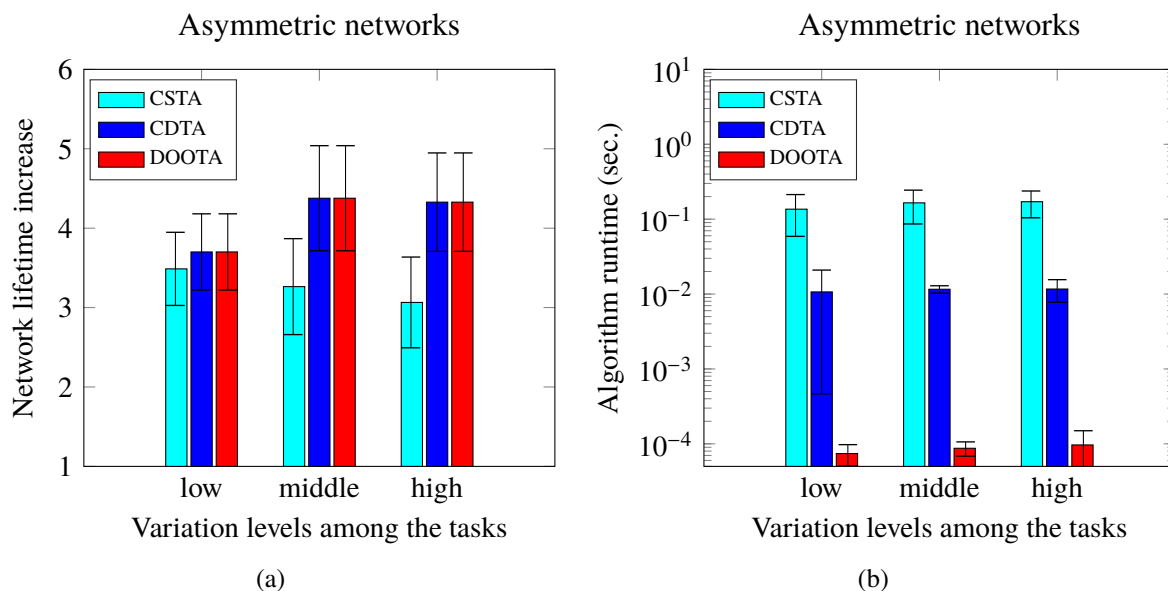 Asymmetric networks
Network lifetime increase
6
5
4
3
2
1
CSTA
CDTA
DOOTA
low middle high
Variation levels among the tasks
(a)
Asymmetric networks
Algorithm runtime (sec.)
10^1
10^0
10^−1
10^−2
10^−3
10^−4
CSTA
CDTA
DOOTA
low middle high
Variation levels among the tasks
(b)